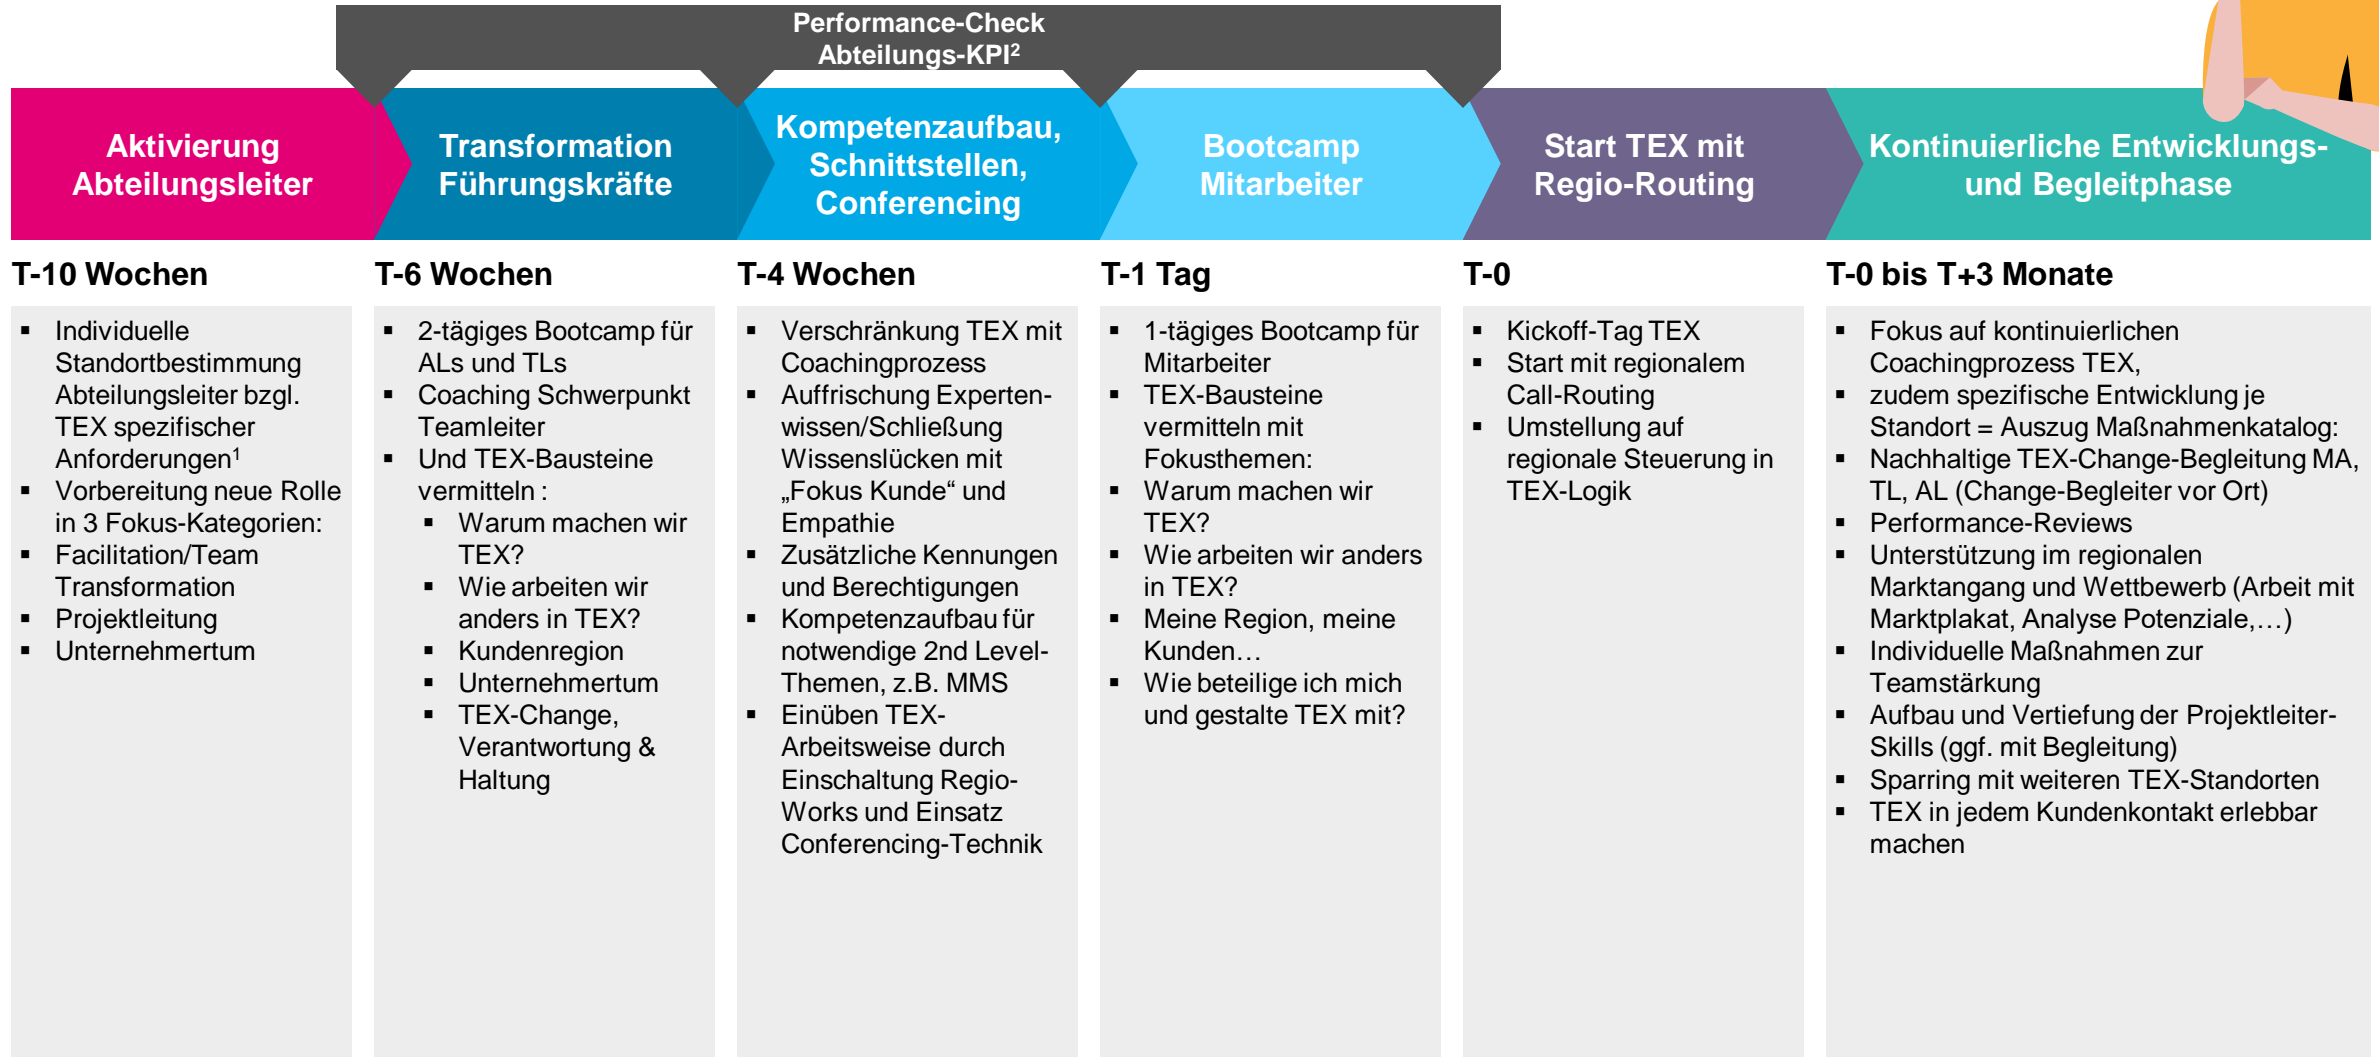 Performance-Check
Abteilungs-KPI²
Aktivierung
Abteilungsleiter
Transformation
Führungskräfte
Kompetenzaufbau,
Schnittstellen,
Conferencing
Bootcamp
Mitarbeiter
Start TEX mit
Regio-Routing
Kontinuierliche Entwicklungs-
und Begleitphase
T-10 Wochen
▪ Individuelle
Standortbestimmung
Abteilungsleiter bzgl.
TEX spezifischer
Anforderungen¹
▪ Vorbereitung neue Rolle
in 3 Fokus-Kategorien:
▪ Facilitation/Team
Transformation
▪ Projektleitung
▪ Unternehmertum
T-6 Wochen
▪ 2-tägiges Bootcamp für
ALs und TLs
▪ Coaching Schwerpunkt
Teamleiter
▪ Und TEX-Bausteine
vermitteln :
▪ Warum machen wir
TEX?
▪ Wie arbeiten wir
anders in TEX?
▪ Kundenregion
▪ Unternehmertum
▪ TEX-Change,
Verantwortung &
Haltung
T-4 Wochen
▪ Verschränkung TEX mit
Coachingprozess
▪ Auffrischung Experten-
wissen/Schließung
Wissenslücken mit
„Fokus Kunde“ und
Empathie
▪ Zusätzliche Kennungen
und Berechtigungen
▪ Kompetenzaufbau für
notwendige 2nd Level-
Themen, z.B. MMS
▪ Einüben TEX-
Arbeitsweise durch
Einschaltung Regio-
Works und Einsatz
Conferencing-Technik
T-1 Tag
▪ 1-tägiges Bootcamp für
Mitarbeiter
▪ TEX-Bausteine
vermitteln mit
Fokusthemen:
▪ Warum machen wir
TEX?
▪ Wie arbeiten wir anders
in TEX?
▪ Meine Region, meine
Kunden…
▪ Wie beteilige ich mich
und gestalte TEX mit?
T-0
▪ Kickoff-Tag TEX
▪ Start mit regionalem
Call-Routing
▪ Umstellung auf
regionale Steuerung in
TEX-Logik
T-0 bis T+3 Monate
▪ Fokus auf kontinuierlichen
Coachingprozess TEX,
▪ zudem spezifische Entwicklung je
Standort = Auszug Maßnahmenkatalog:
▪ Nachhaltige TEX-Change-Begleitung MA,
TL, AL (Change-Begleiter vor Ort)
▪ Performance-Reviews
▪ Unterstützung im regionalen
Marktangang und Wettbewerb (Arbeit mit
Marktplakat, Analyse Potenziale,…)
▪ Individuelle Maßnahmen zur
Teamstärkung
▪ Aufbau und Vertiefung der Projektleiter-
Skills (ggf. mit Begleitung)
▪ Sparring mit weiteren TEX-Standorten
▪ TEX in jedem Kundenkontakt erlebbar
machen